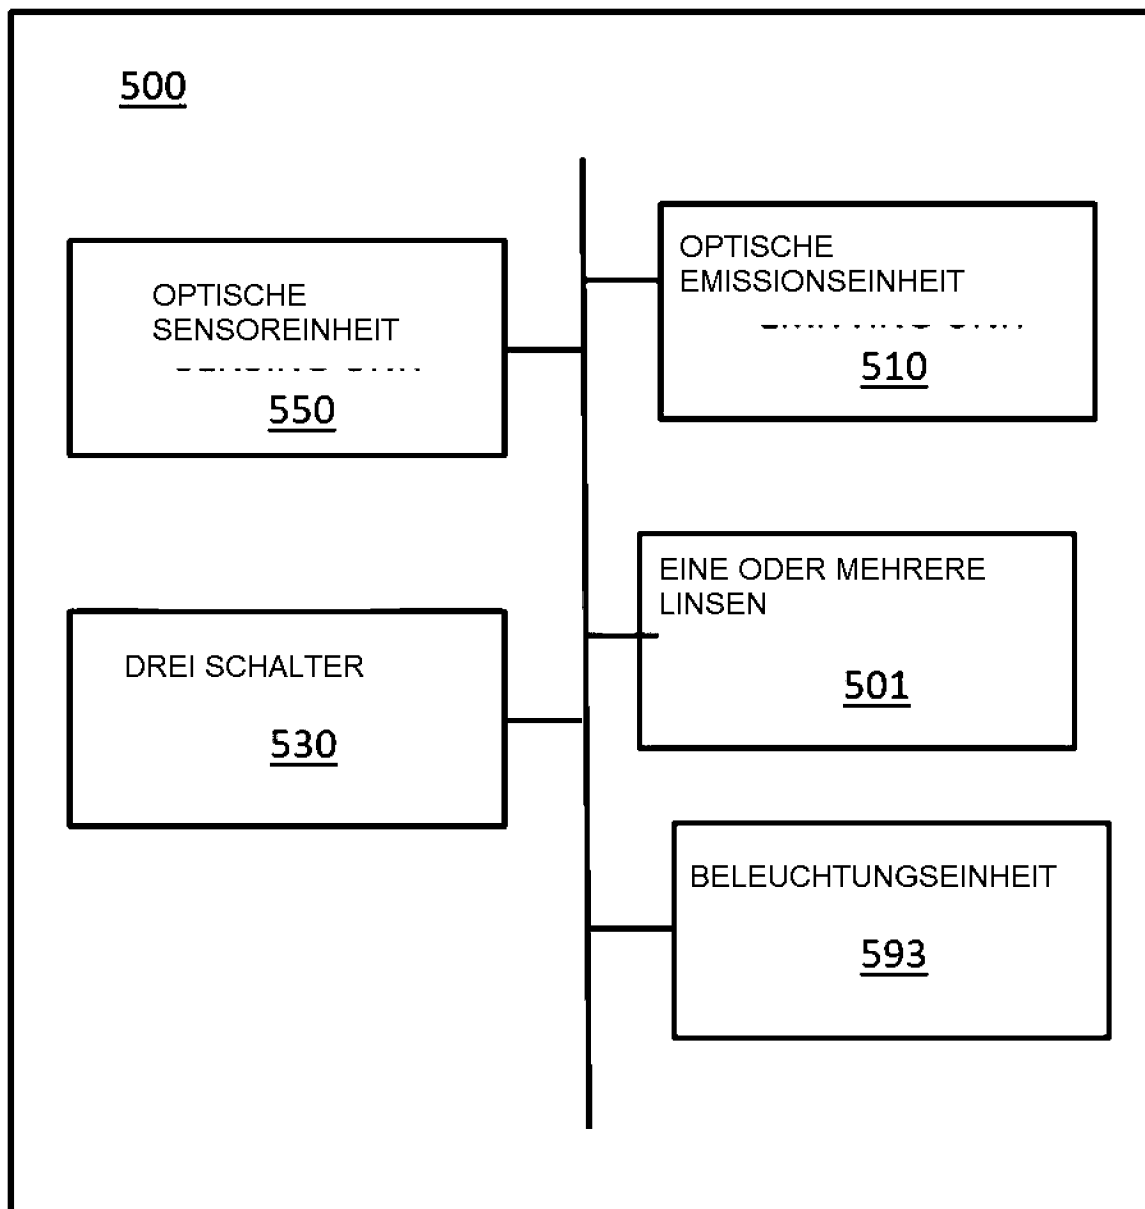 500
OPTISCHE
SENSOREINHEIT
550
OPTISCHE
EMISSIONSEINHEIT
510
EINE ODER MEHRERE
LINSEN
501
DREI SCHALTER
530
BELEUCHTUNGSEINHEIT
593